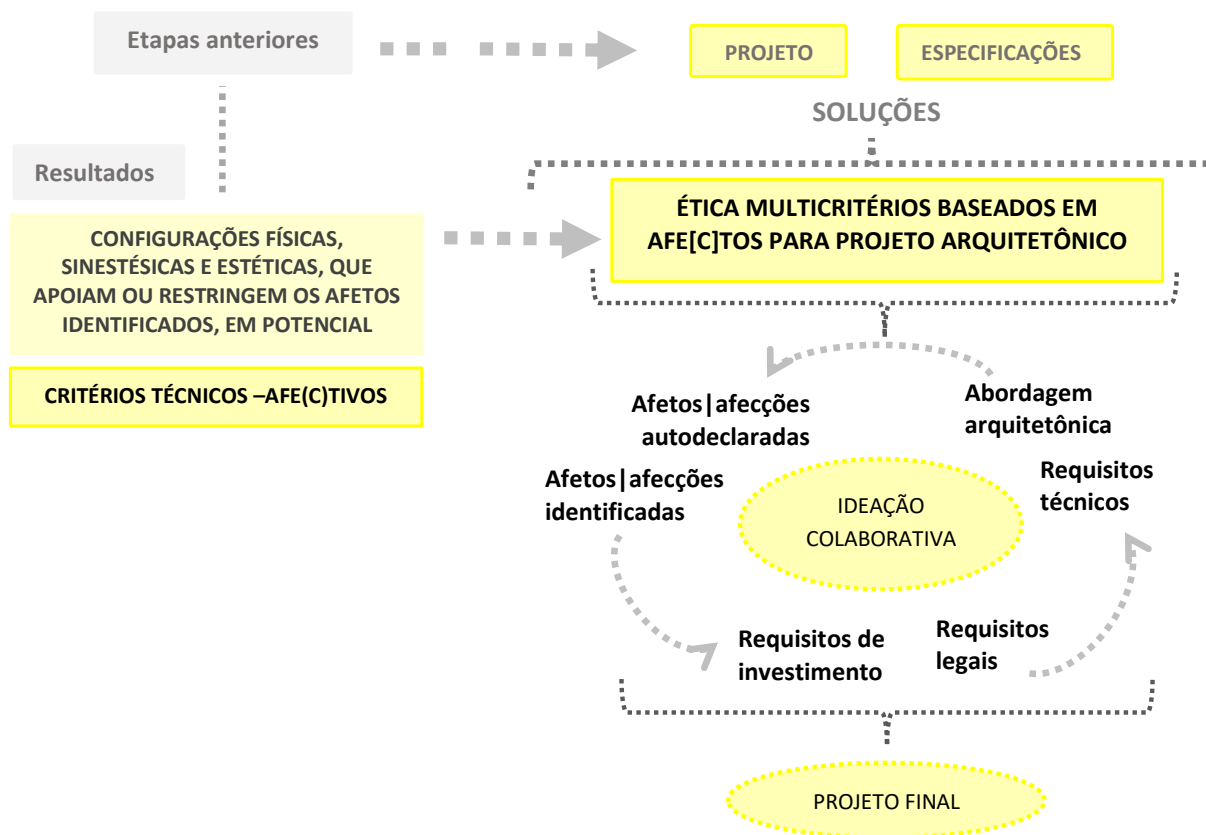 Etapas anteriores
PROJETO
ESPECIFICAÇÕES
SOLUÇÕES
Resultados
CONFIGURAÇÕES FÍSICAS,
SINESTÉSICAS E ESTÉTICAS, QUE
APOIAM OU RESTRINGEM OS AFETOS
IDENTIFICADOS, EM POTENCIAL
CRITÉRIOS TÉCNICOS –AFE(C)TIVOS
ÉTICA MULTICRITÉRIOS BASEADOS EM
AFE[C]TOS PARA PROJETO ARQUITETÔNICO
Afetos|afecções
autodeclaradas
Abordagem
arquitetônica
Afetos|afecções
identificadas
Requisitos
técnicos
IDEAÇÃO
COLABORATIVA
Requisitos de
investimento
Requisitos
legais
PROJETO FINAL